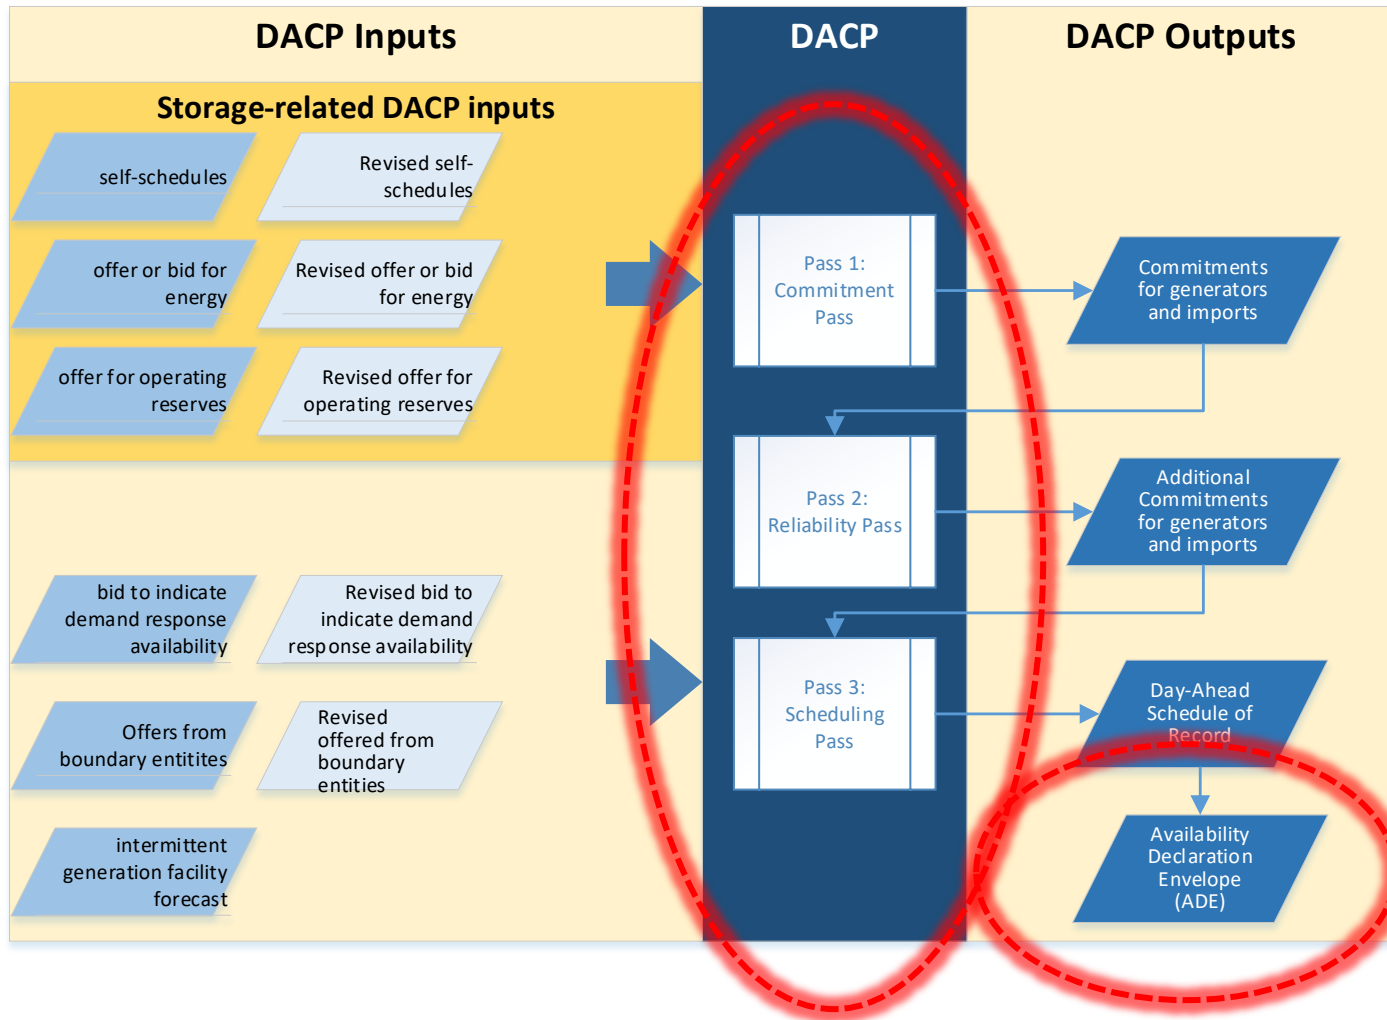 DACP Inputs
DACP
DACP Outputs
Storage-related DACP inputs
self-schedules
Revised self-
schedules
offer or bid for
energy
Revised offer or bid
for energy
offer for operating
reserves
Revised offer for
operating reserves
bid to indicate
demand response
availability
Revised bid to
indicate demand
response availability
Offers from
boundary entitites
Revised
offered from
boundary
entities
intermittent
generation facility
forecast
Pass 1:
Commitment
Pass
Pass 2:
Reliability Pass
Pass 3:
Scheduling
Pass
Commitments
for generators
and imports
Additional
Commitments
for generators
and imports
Day-Ahead
Schedule of
Record
Availability
Declaration
Envelope
(ADE)